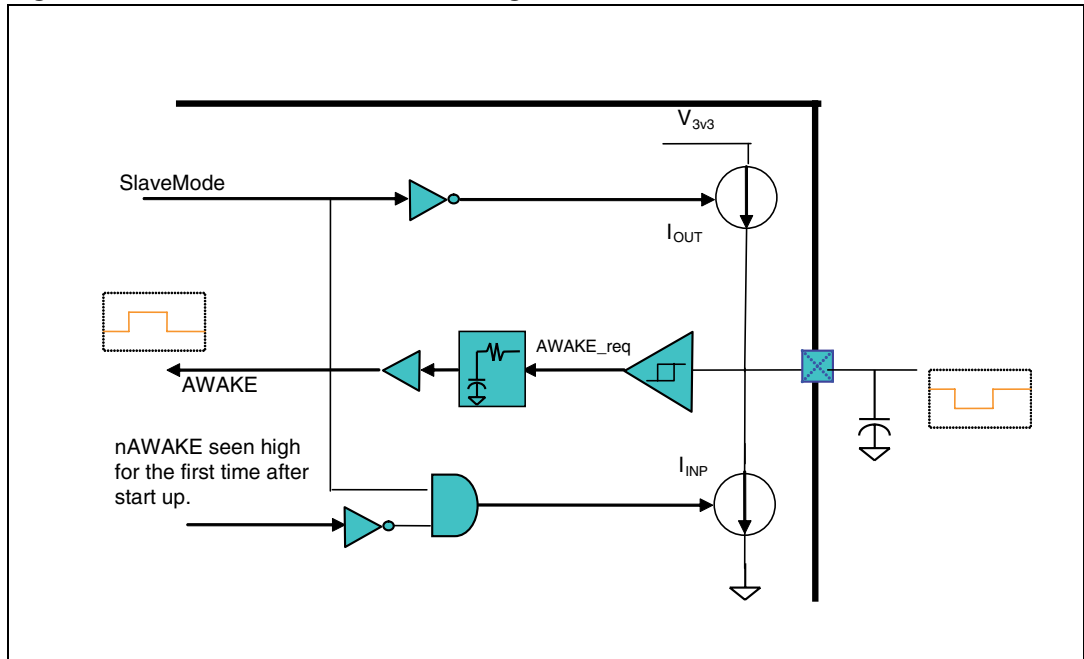 V3v3
SlaveMode
IOUT
AWAKE_req
AWAKE
nAWAKE seen high
for the first time after
start up.
IINP